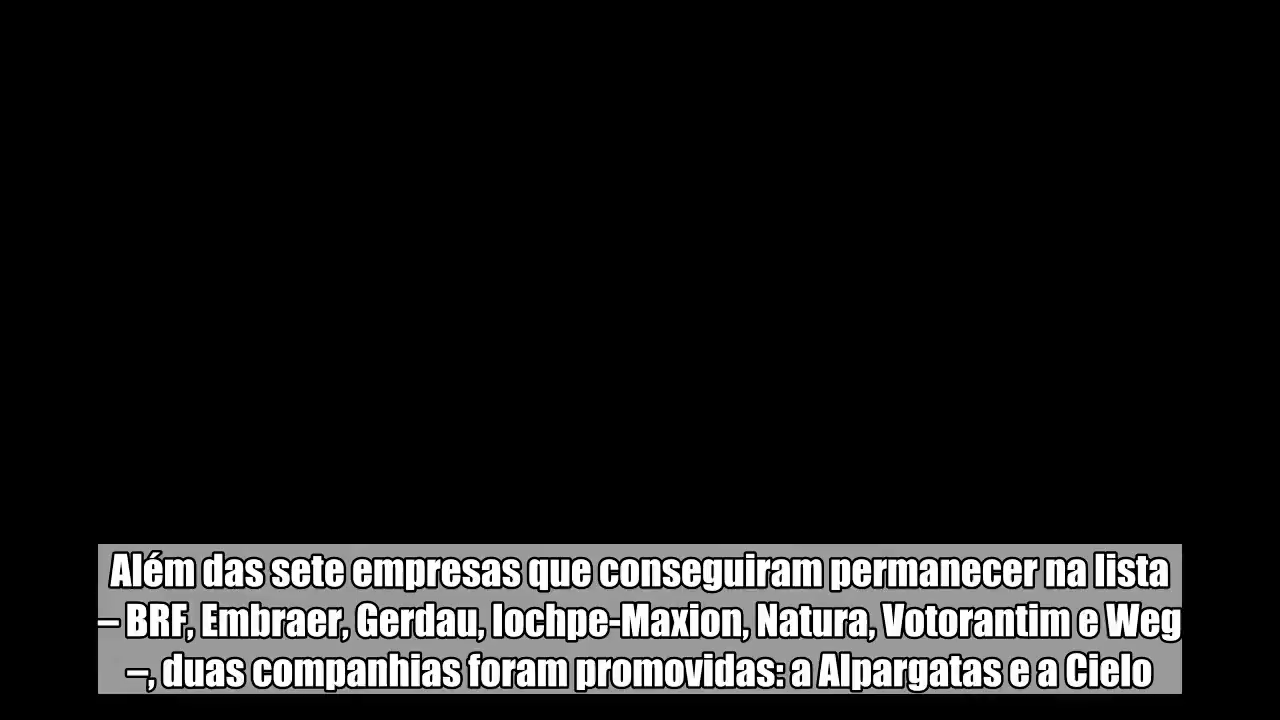 Além das sete empresas que conseguiram permanecer na lista
– BRF, Embraer, Gerdau, Iochpe-Maxion, Natura, Votorantim e Weg
–, duas companhias foram promovidas: a Alpargatas e a Cielo